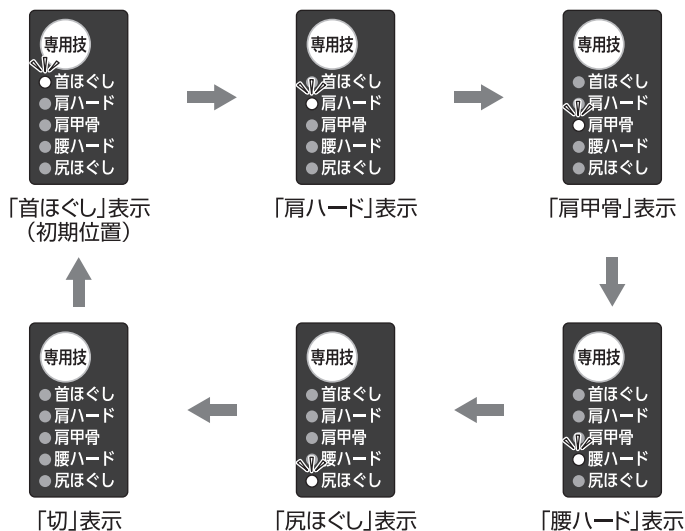 専用技
首ほぐし
肩ハード
肩甲骨
腰ハード
尻ほぐし
「首ほぐし」表示
（初期位置）
専用技
首ほぐし
肩ハード
肩甲骨
腰ハード
尻ほぐし
「肩ハード」表示
専用技
首ほぐし
肩ハード
肩甲骨
腰ハード
尻ほぐし
「肩甲骨」表示
専用技
首ほぐし
肩ハード
肩甲骨
腰ハード
尻ほぐし
「腰ハード」表示
専用技
首ほぐし
肩ハード
肩甲骨
腰ハード
尻ほぐし
「尻ほぐし」表示
専用技
首ほぐし
肩ハード
肩甲骨
腰ハード
尻ほぐし
「切」表示